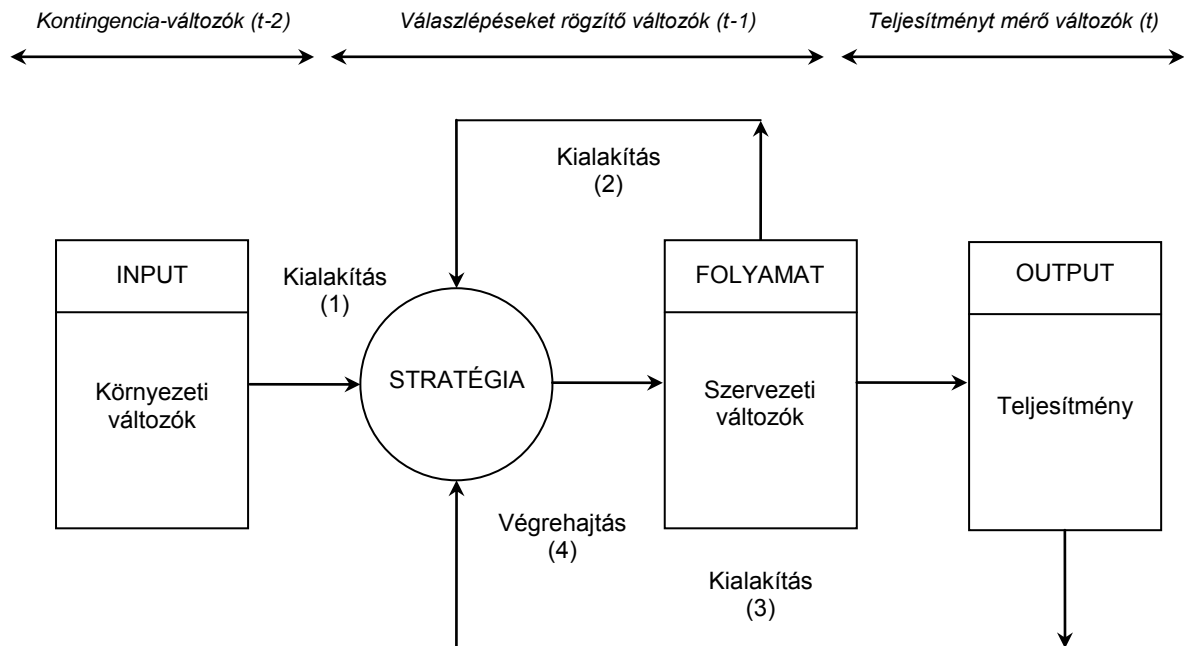 Kontingencia-változók (t-2)
Válaszlépéseket rögzítő változók (t-1)
Teljesítményt mérő változók (t)
Kialakítás
(2)
INPUT
Kialakítás
(1)
FOLYAMAT
OUTPUT
Környezeti
változók
STRATÉGIA
Szervezeti
változók
Teljesítmény
Végrehajtás
(4)
Kialakítás
(3)